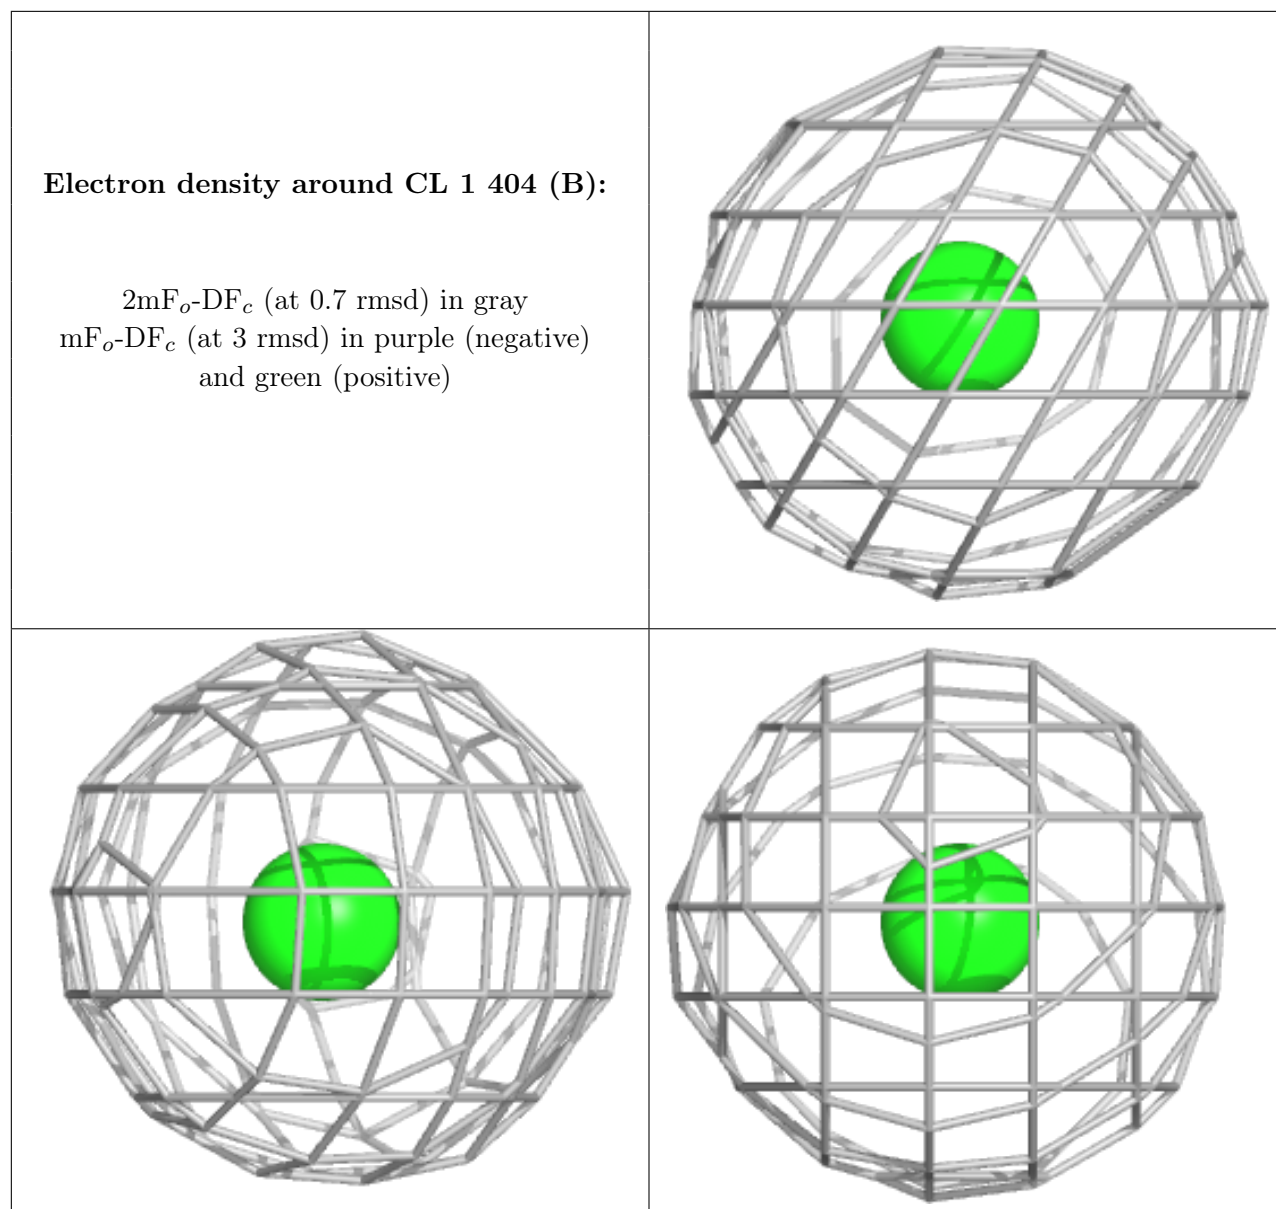 Electron density around CL 1 404 (B):
2mFo-DFc (at 0.7 rmsd) in gray
mFo-DFc (at 3 rmsd) in purple (negative)
and green (positive)